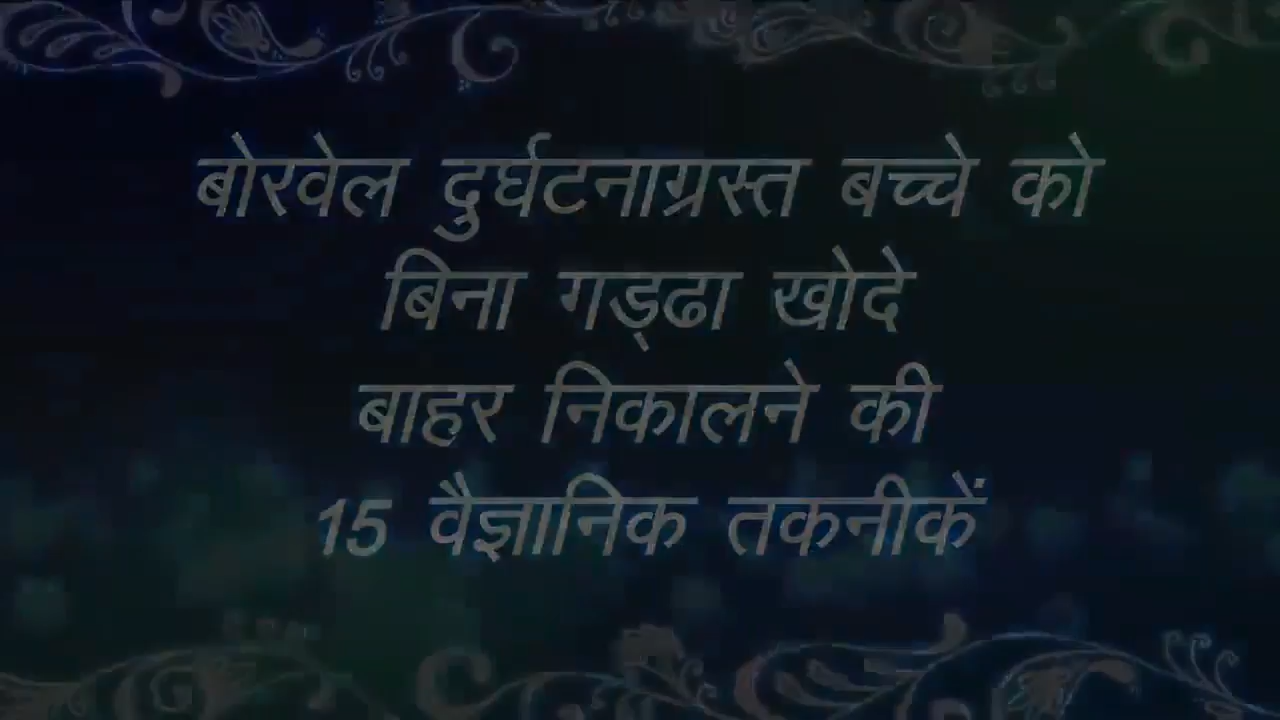 बोरवेल दुर्घटनाग्रस्त बच्चे को
बिना गड्ढा खोदे
बाहर निकालने की
15 वैज्ञानिक तकनीकें